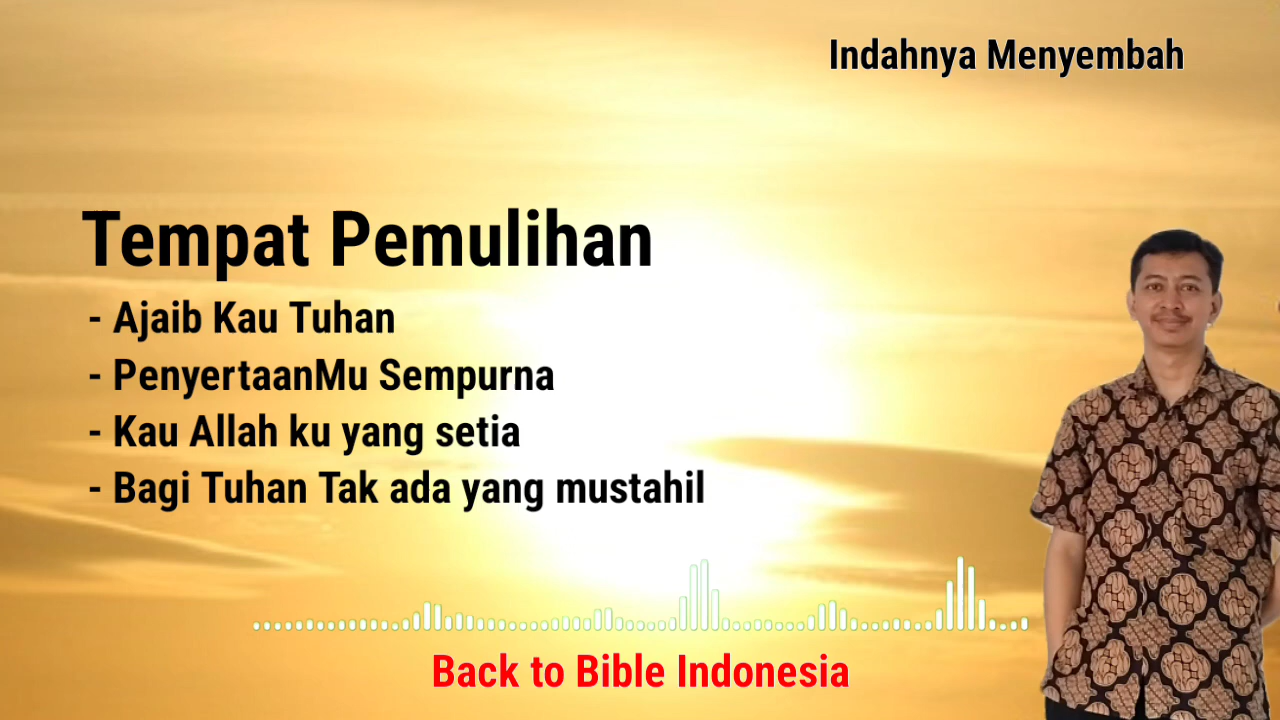 Indahnya Menyembah
Tempat Pemulihan
- Ajaib Kau Tuhan
- PenyertaanMu Sempurna
- Kau Allah ku yang setia
- Bagi Tuhan Tak ada yang mustahil
Back to Bible Indonesia